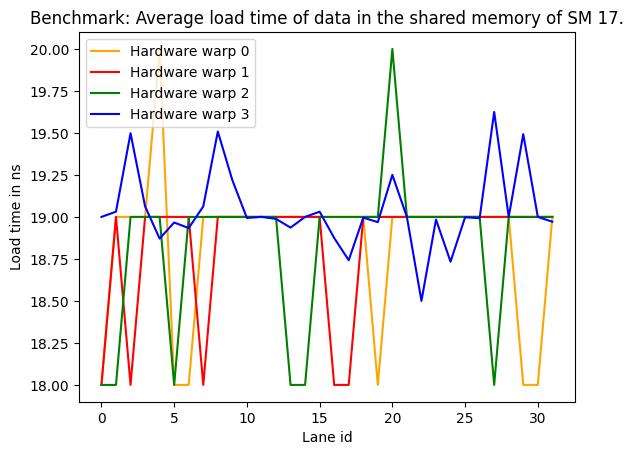 Benchmark: Average load time of data in the shared memory of SM 17.
Hardware warp 0
Hardware warp 1
Hardware warp 2
Hardware warp 3
Load time in ns
20.00
19.75
19.50
19.25
19.00
18.75
18.50
18.25
18.00
0 5 10 15 20 25 30
Lane id